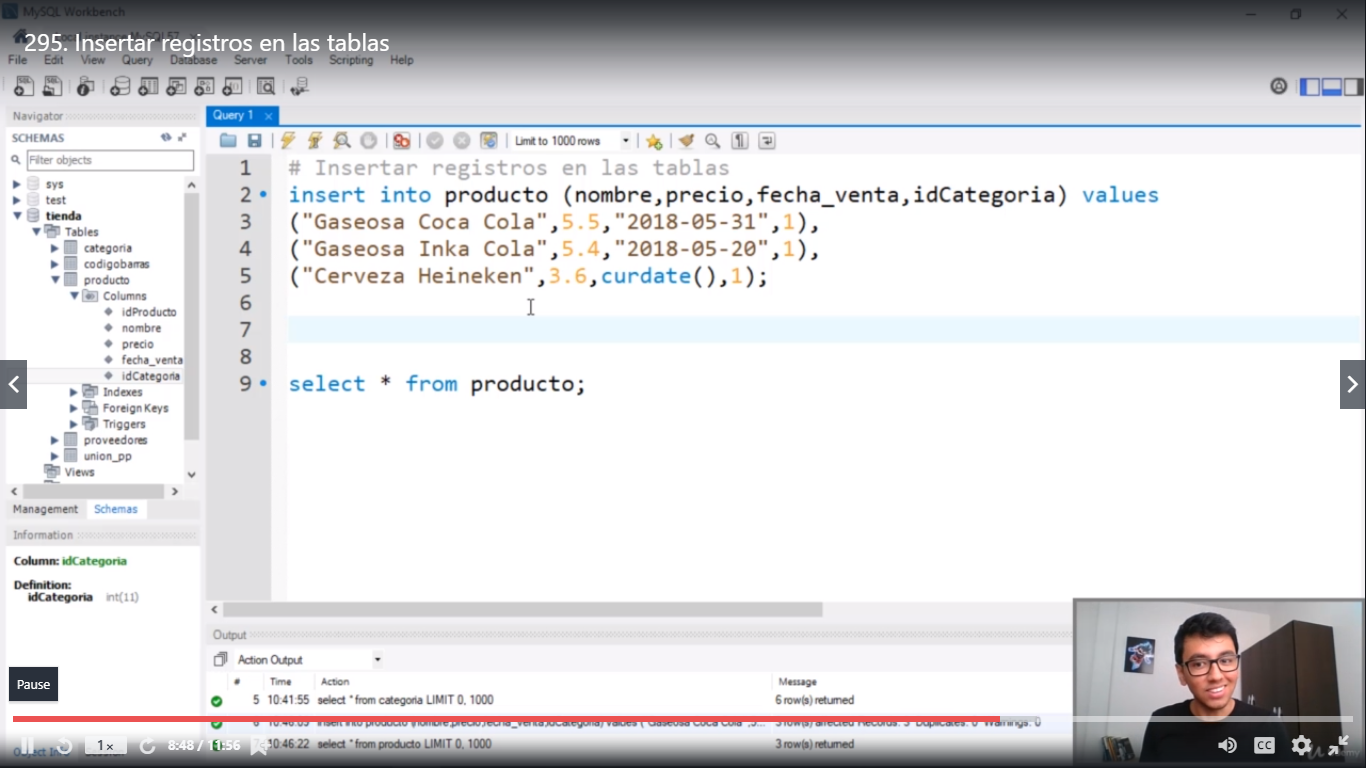 MySQL Workbench
295. Insertar registros en las tablas
File Edit View Query Database Server Tools Scripting Help
Navigator
SCHEMAS
Filter objects
sys
test
tienda
Tables
categoria
codigobarras
producto
Columns
idProducto
nombre
precio
fecha_venta
idCategoria
Indexes
Foreign Keys
Triggers
proveedores
union_pp
Views
Management Schemas
Information
Column: idCategoria
Definition:
idCategoria int(11)
Query 1
Limit to 1000 rows
1 # Insertar registros en las tablas
2 insert into producto (nombre,precio,fecha_venta,idCategoria) values
3 ("Gaseosa Coca Cola",5.5,"2018-05-31",1),
4 ("Gaseosa Inka Cola",5.4,"2018-05-20",1),
5 ("Cerveza Heineken",3.6,curdate(),1);
6
7
8
9 select * from producto;
Output
Action Output
# Time Action Message
5 10:41:55 select * from categoria LIMIT 0, 1000 6 row(s) returned
6 10:46:05 insert into producto (nombre,precio,fecha_venta,idCategoria) values ("Gaseosa Coca Cola",5... 3 row(s) affected Records: 3 Duplicates: 0 Warnings: 0
10:46:22 select * from producto LIMIT 0, 1000 3 row(s) returned
Pause
1x
8:48 / 11:56
CC